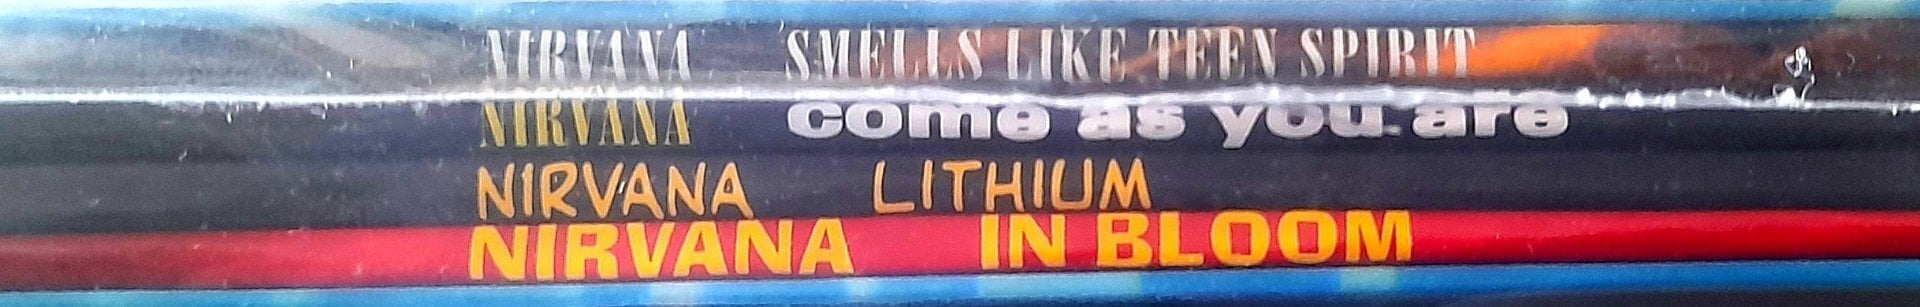 NIRVANA SMELLS LIKE TEEN SPIRIT
NIRVANA come as you are
NIRVANA LITHIUM
NIRVANA IN BLOOM